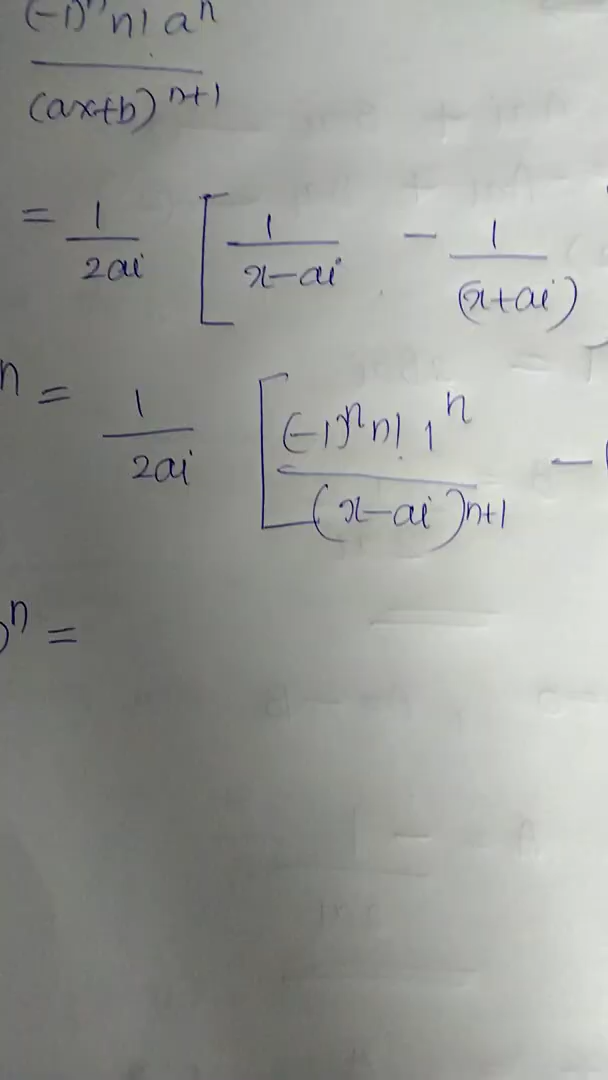 (-1)ⁿ n! aⁿ
(ax+b)ⁿ⁺¹
= 1/2ai [ 1/x-ai - 1/(x+ai)
n = 1/2ai [ (-1)ⁿ n! 1ⁿ/(x-ai)ⁿ⁺¹ - (
ⁿ =